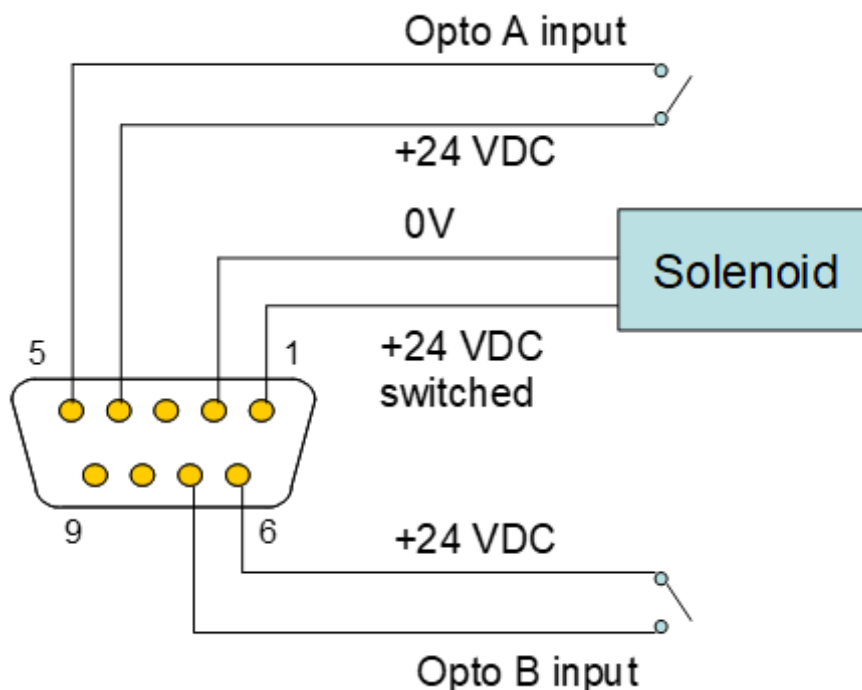 Opto A input
+24 VDC
0V
Solenoid
+24 VDC
switched
5
1
9
6
+24 VDC
Opto B input